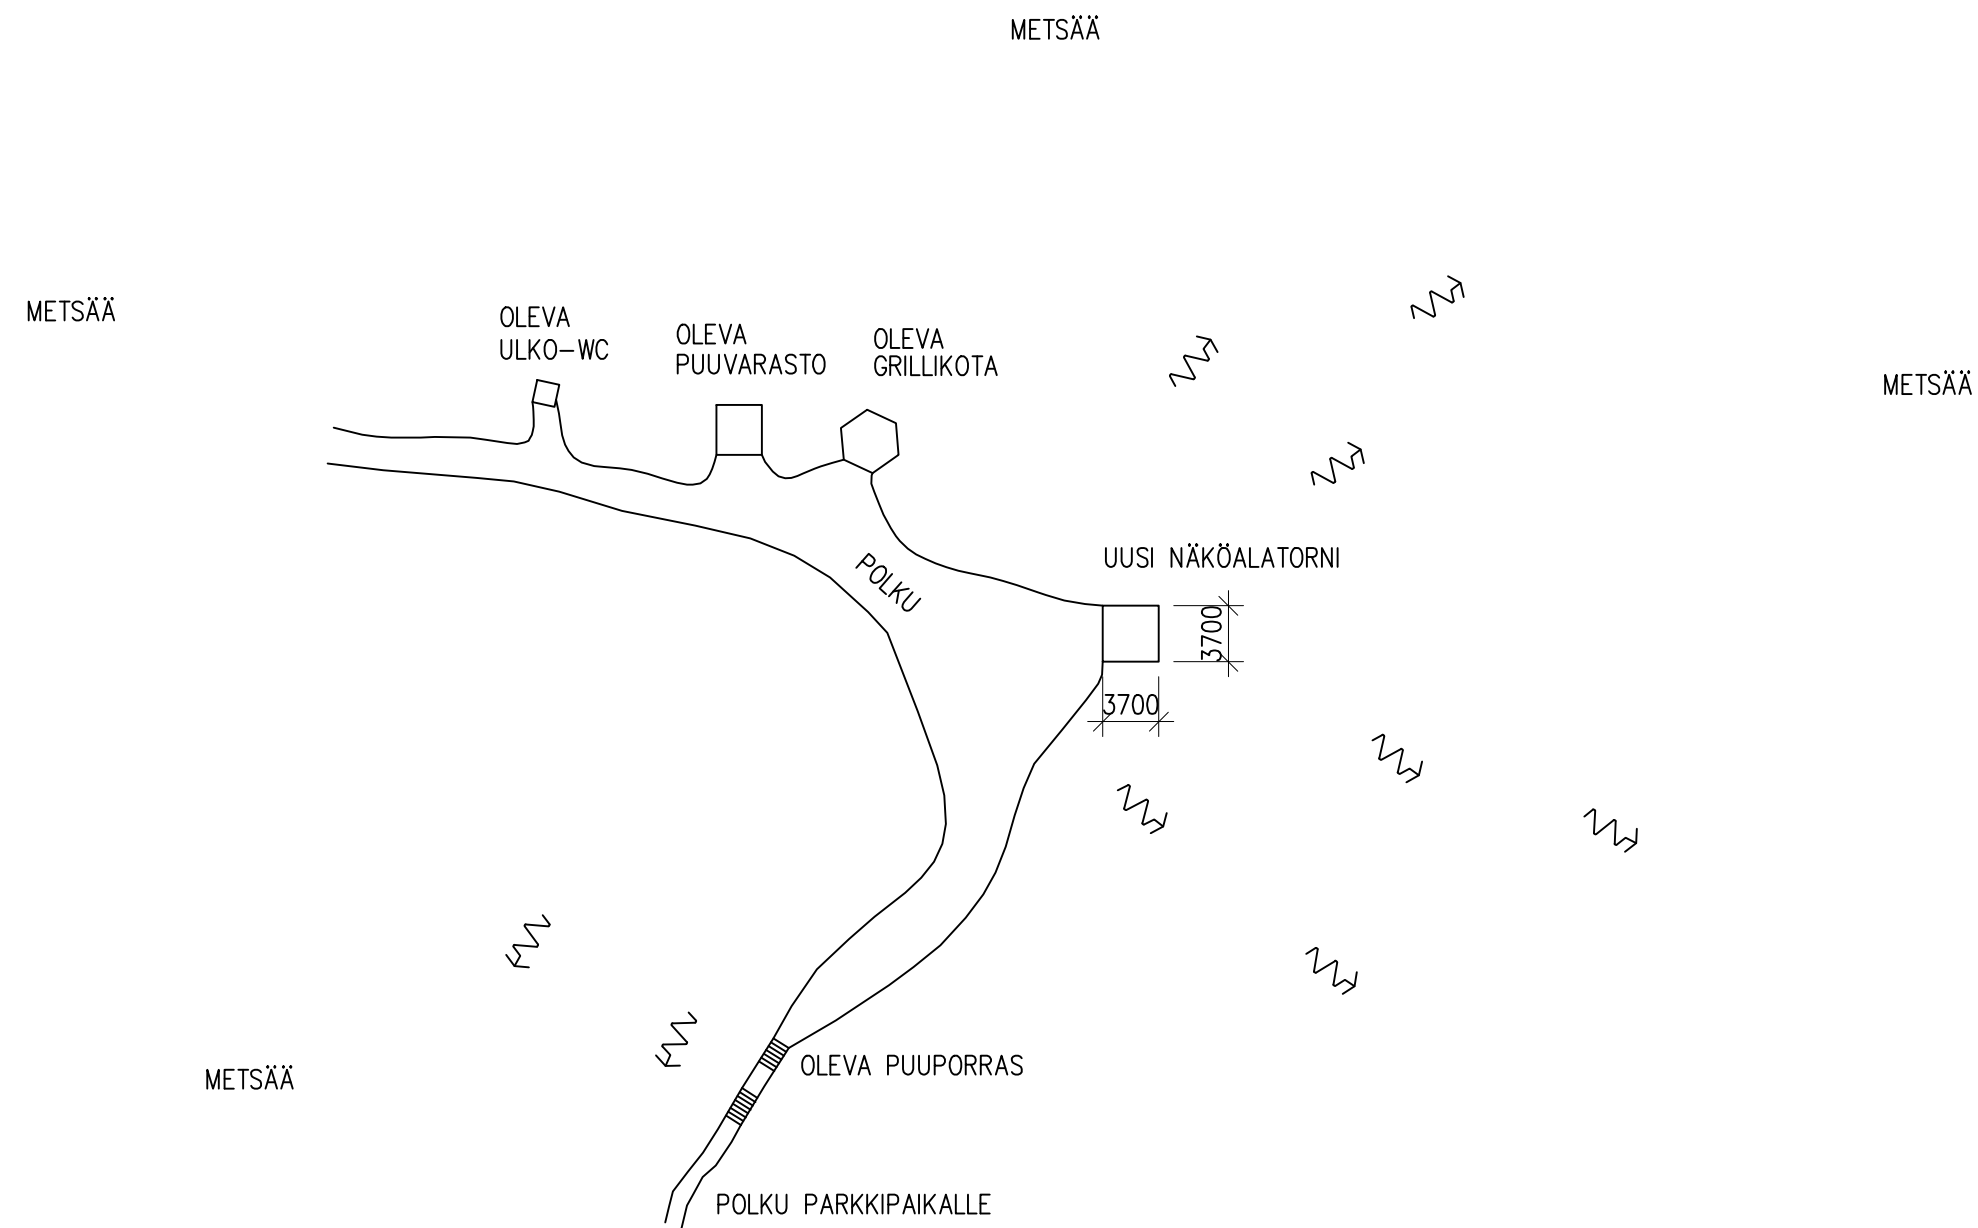 METSÄÄ
METSÄÄ
OLEVA
ULKO-WC
OLEVA
PUUVARASTO
OLEVA
GRILLIKOTA
METSÄÄ
POLKU
UUSI NÄKÖALATORNI
3700
3700
OLEVA PUUPORRAS
METSÄÄ
POLKU PARKKIPAIKALLE